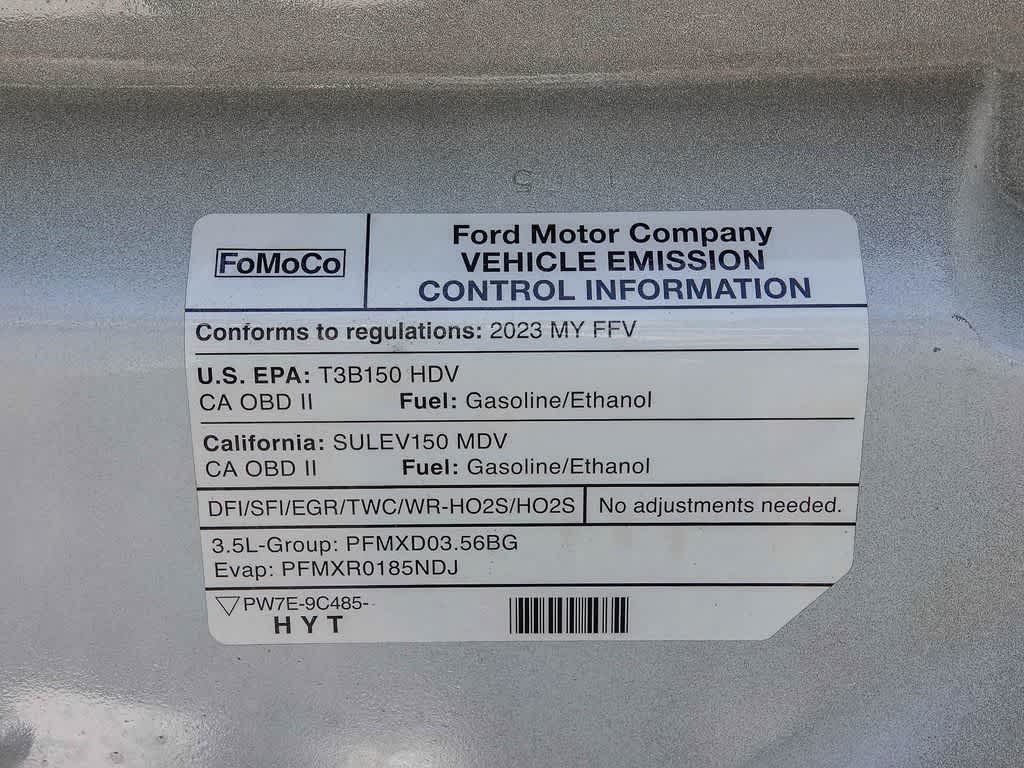 FoMoCo
Ford Motor Company
VEHICLE EMISSION
CONTROL INFORMATION
Conforms to regulations: 2023 MY FFV
U.S. EPA: T3B150 HDV
CA OBD II Fuel: Gasoline/Ethanol
California: SULEV150 MDV
CA OBD II Fuel: Gasoline/Ethanol
DFI/SFI/EGR/TWC/WR-HO2S/HO2S No adjustments needed.
3.5L-Group: PFMXD03.56BG
Evap: PFMXR0185NDJ
PW7E-9C485-
HYT